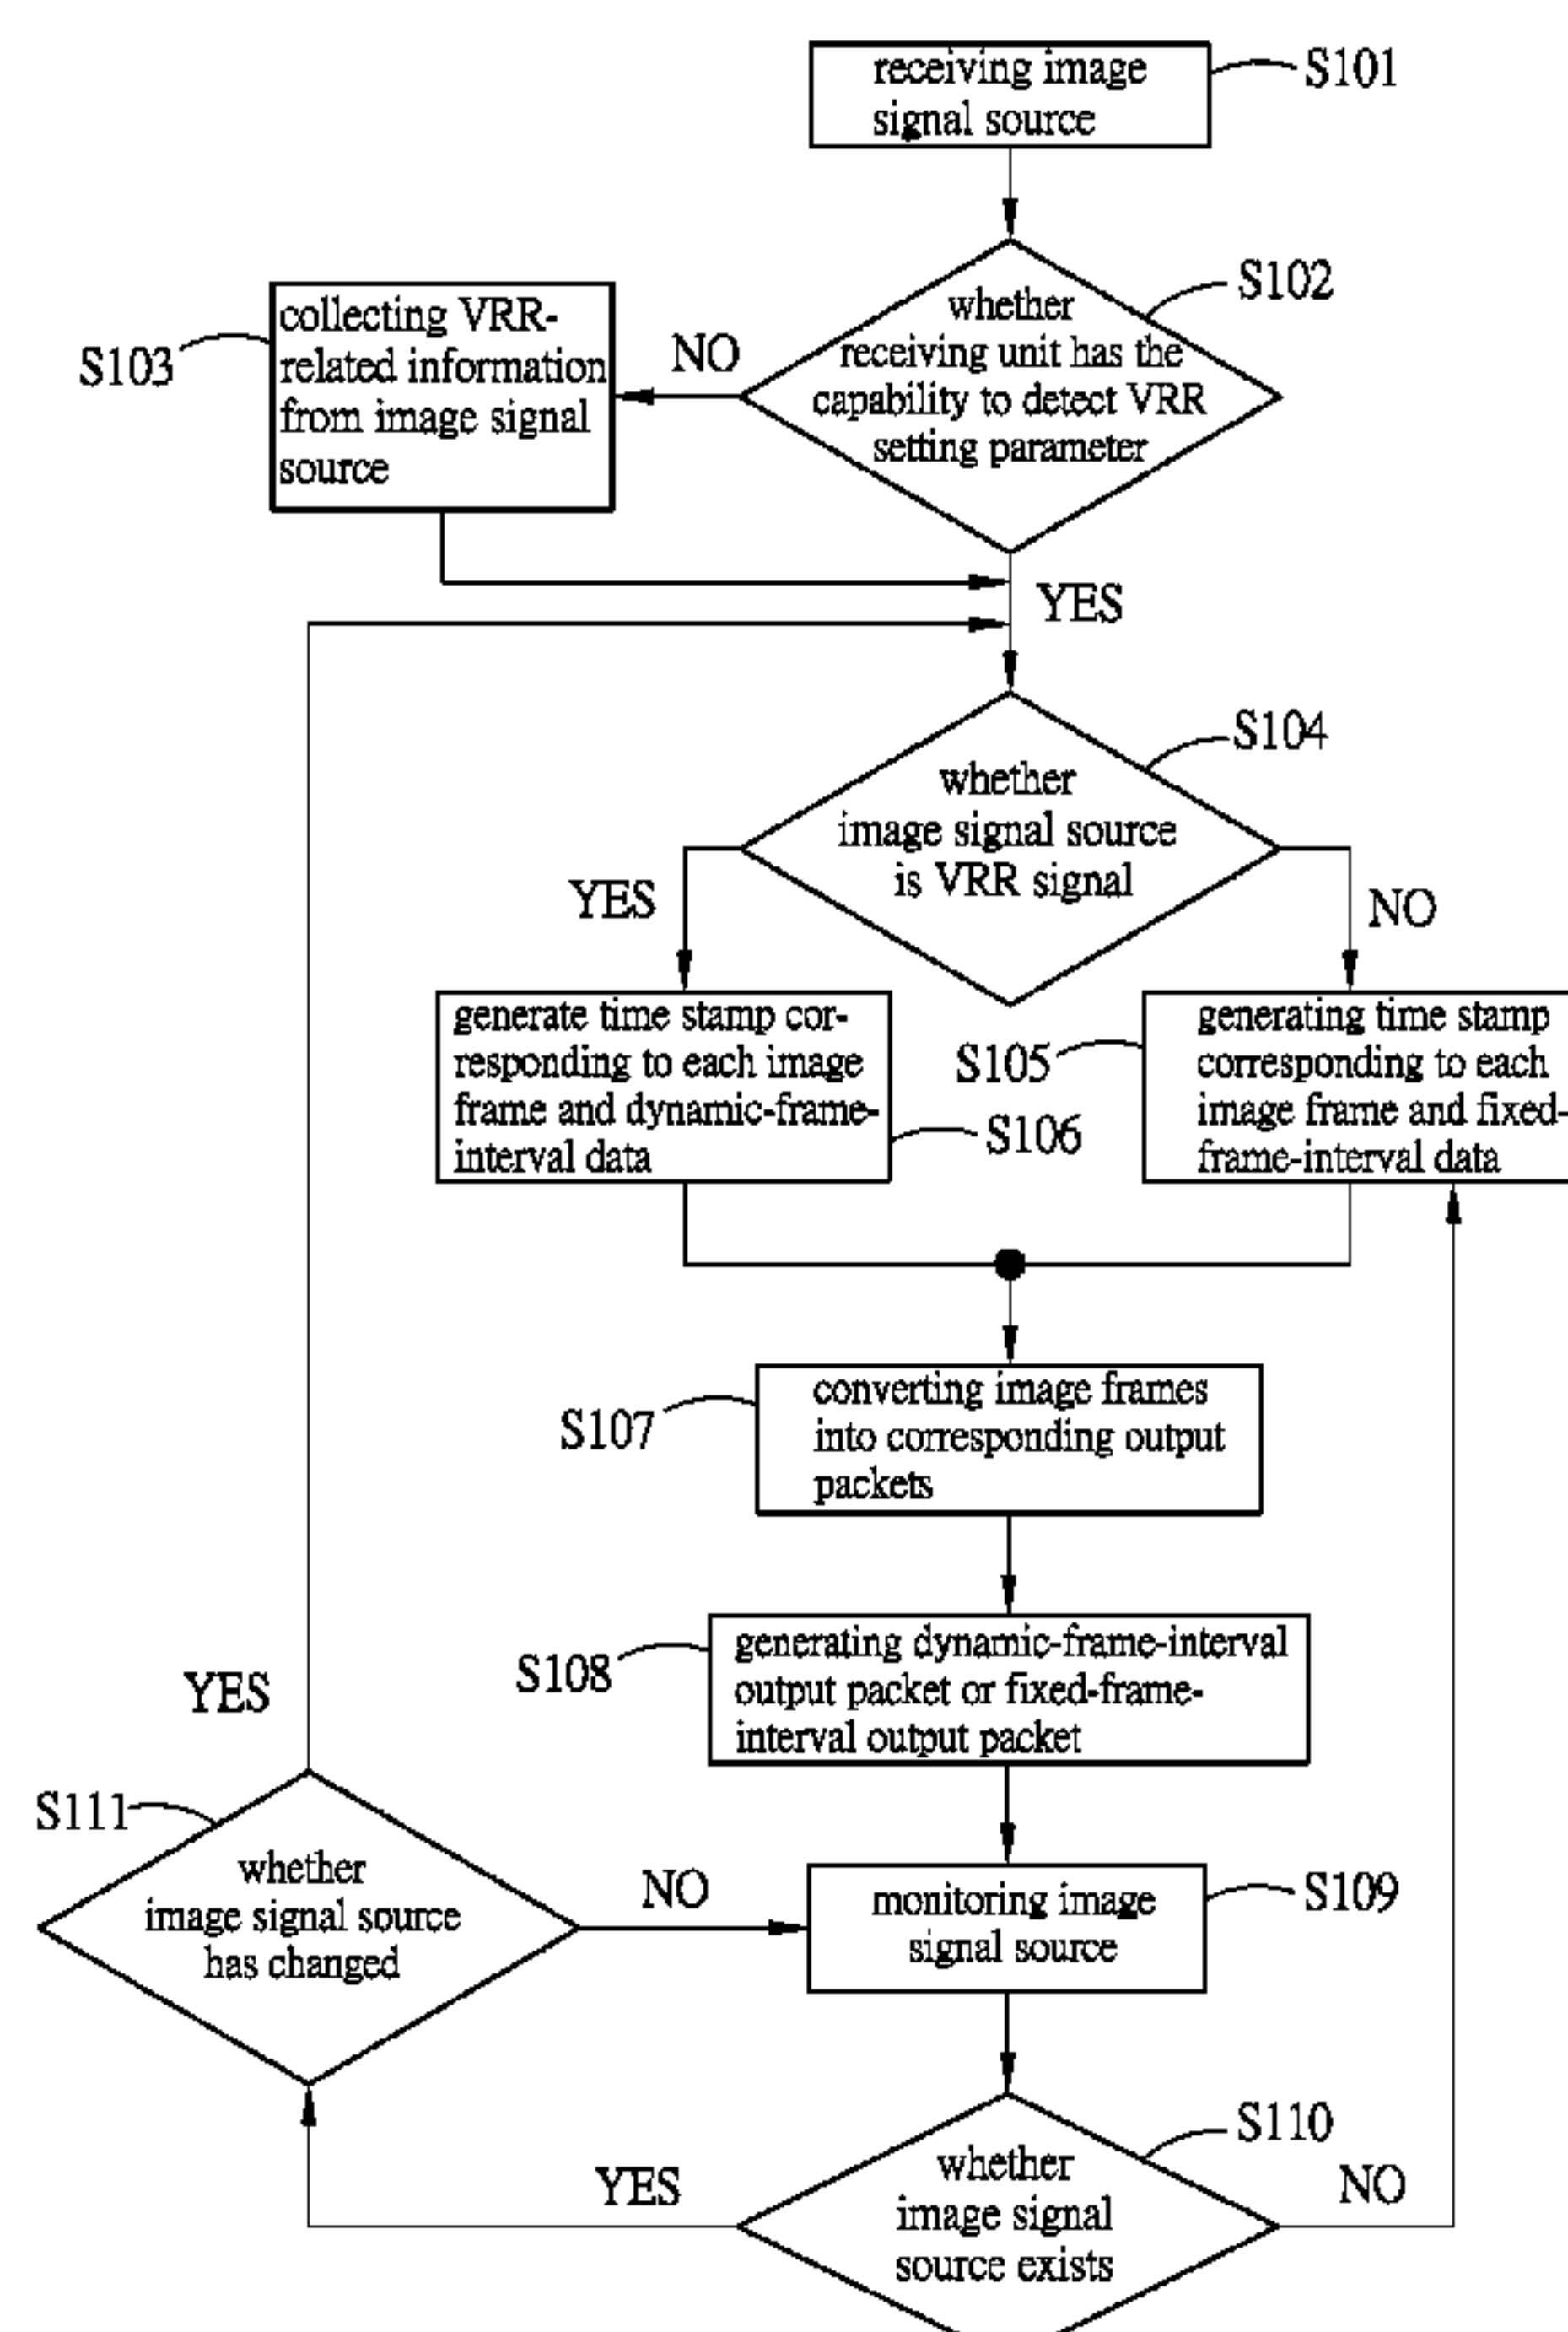 receiving image
signal source
S101
whether
receiving unit has the
capability to detect VRR
setting parameter
S102
NO
collecting VRR-
related information
from image signal
source
S103
YES
whether
image signal source
is VRR signal
S104
YES
NO
generate time stamp cor-
responding to each image
frame and dynamic-frame-
interval data
S106
generating time stamp
corresponding to each
image frame and fixed-
frame-interval data
S105
converting image frames
into corresponding output
packets
S107
generating dynamic-frame-interval
output packet or fixed-frame-
interval output packet
S108
YES
S111
whether
image signal source
has changed
NO
monitoring image
signal source
S109
whether
image signal
source exists
S110
YES
NO